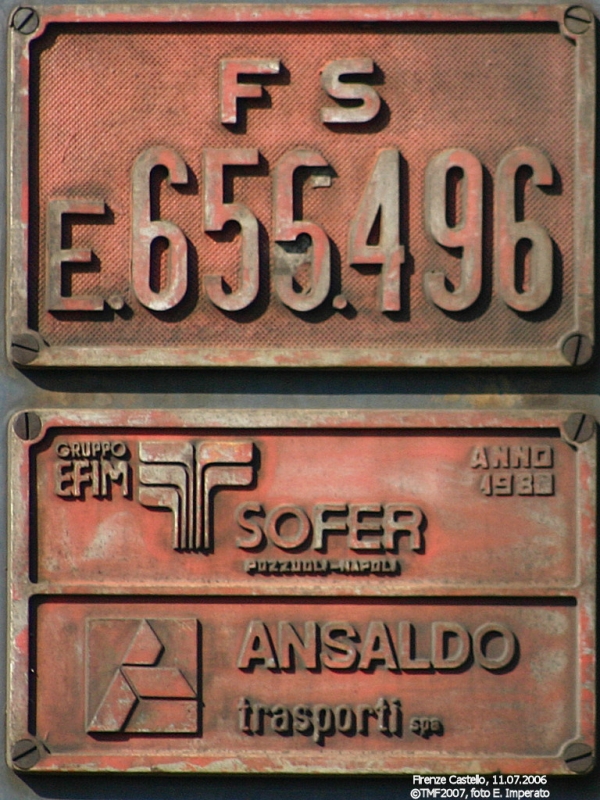 FS
E.655.496
GRUPPO
EFIM
SOFER
POZZUOLI-NAPOLI
ANNO
ANSALDO
trasporti spa
Firenze Castello, 11.07.2006
©TMF2007, foto E. Imperato